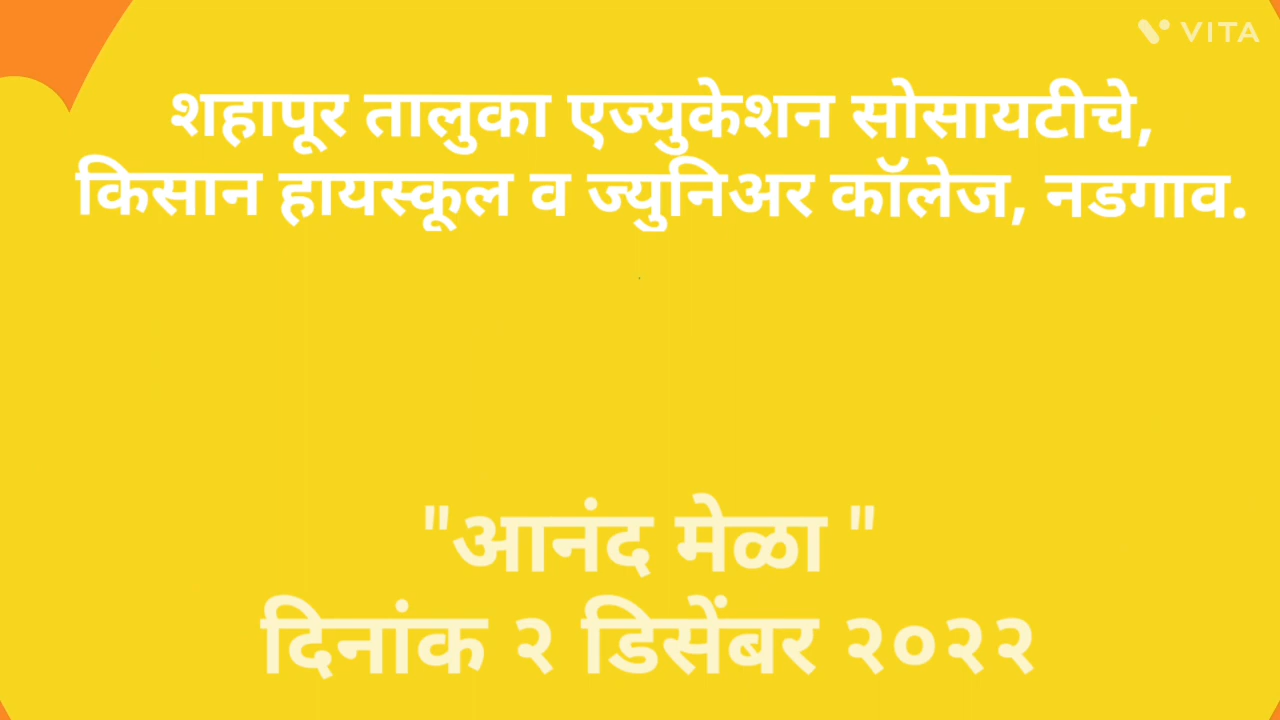 VITA
शहापूर तालुका एज्युकेशन सोसायटीचे,
किसान हायस्कूल व ज्युनिअर कॉलेज, नडगाव.
"आनंद मेळा "
दिनांक २ डिसेंबर २०२२